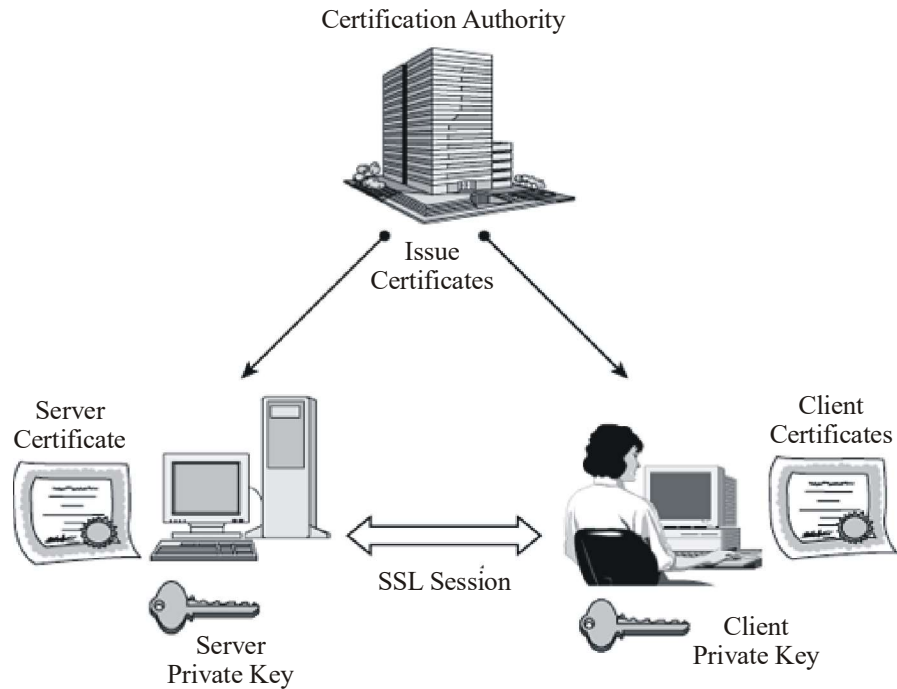 Certification Authority
Issue
Certificates
Server
Certificate
Client
Certificates
SSL Session
Server
Private Key
Client
Private Key